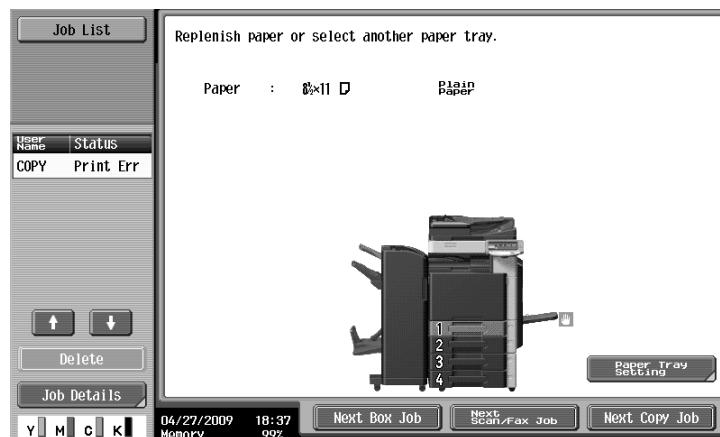 Job List
Replenish paper or select another paper tray.
Paper : 8½×11 Plain Paper
User Name Status
COPY Print Err
1
2
3
4
Delete
Paper Tray Setting
Job Details
Y M C K
04/27/2009 18:37
Memory 99%
Next Box Job
Next Scan/Fax Job
Next Copy Job